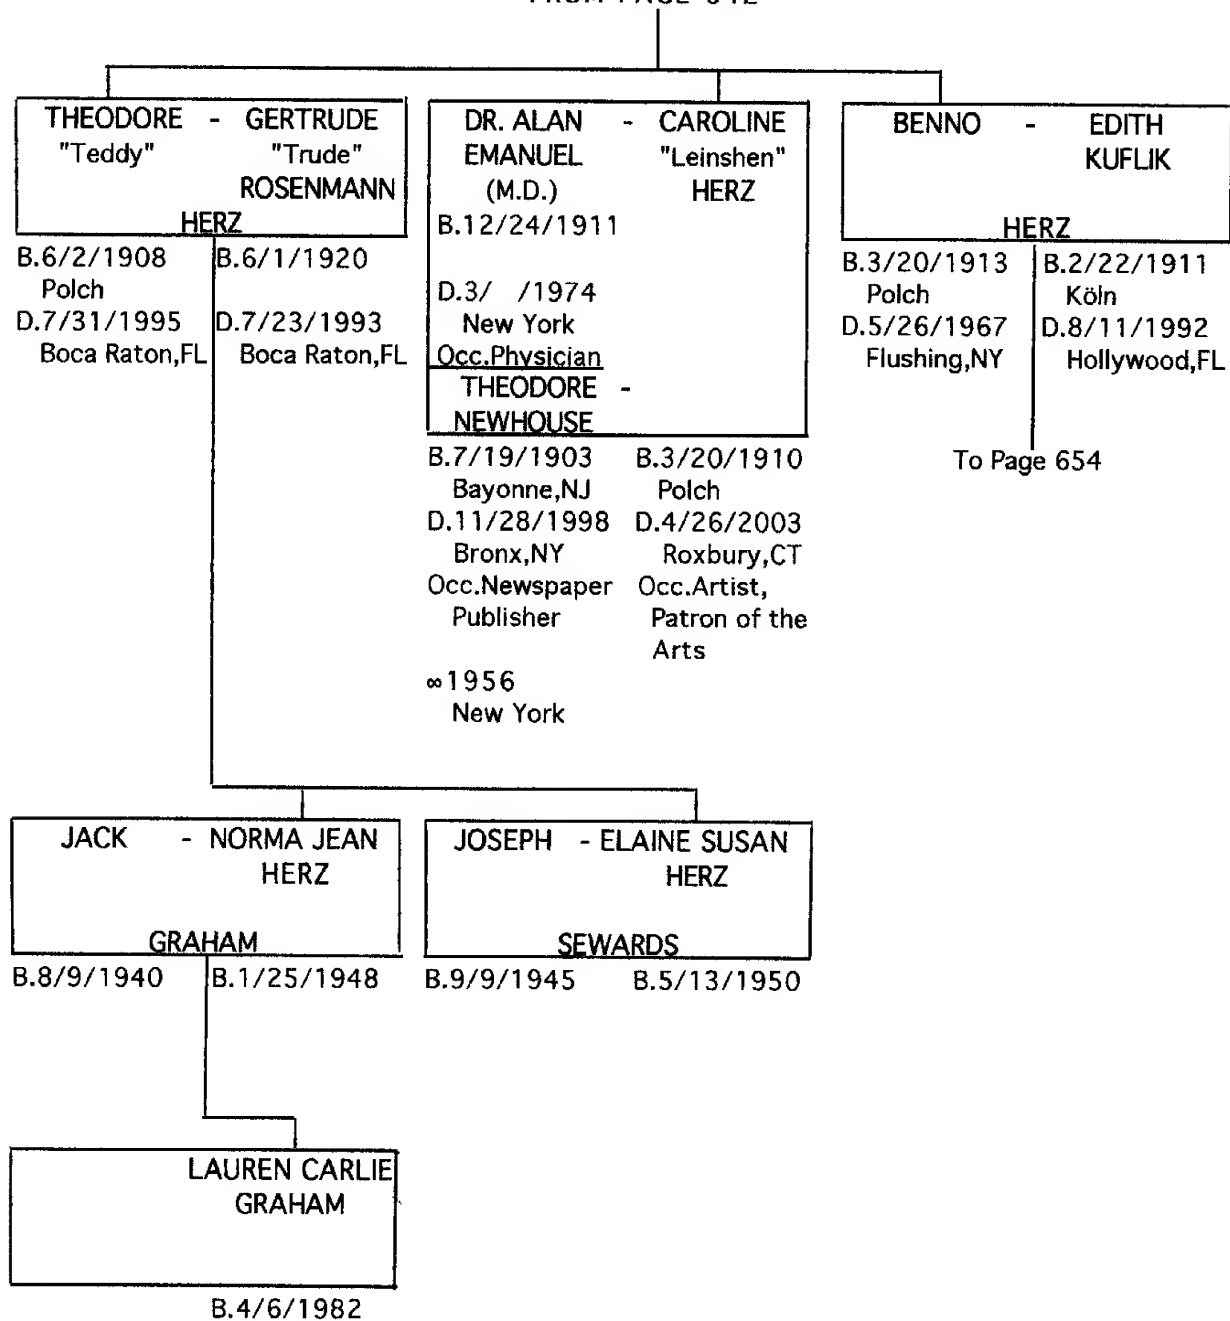 THEODORE - GERTRUDE
"Teddy" "Trude"
ROSENMANN
HERZ
B.6/2/1908 B.6/1/1920
Polch
D.7/31/1995 D.7/23/1993
Boca Raton,FL Boca Raton,FL
DR. ALAN - CAROLINE
EMANUEL "Leinshen"
(M.D.) HERZ
B.12/24/1911
D.3/ /1974
New York
Occ.Physician
THEODORE -
NEWHOUSE
B.7/19/1903 B.3/20/1910
Bayonne,NJ Polch
D.11/28/1998 D.4/26/2003
Bronx,NY Roxbury,CT
Occ.Newspaper Occ.Artist,
Publisher Patron of the
Arts
∞1956
New York
BENNO - EDITH
KUFLIK
HERZ
B.3/20/1913 B.2/22/1911
Polch Köln
D.5/26/1967 D.8/11/1992
Flushing,NY Hollywood,FL
To Page 654
JACK - NORMA JEAN
HERZ
GRAHAM
B.8/9/1940 B.1/25/1948
JOSEPH - ELAINE SUSAN
HERZ
SEWARDS
B.9/9/1945 B.5/13/1950
LAUREN CARLIE
GRAHAM
B.4/6/1982